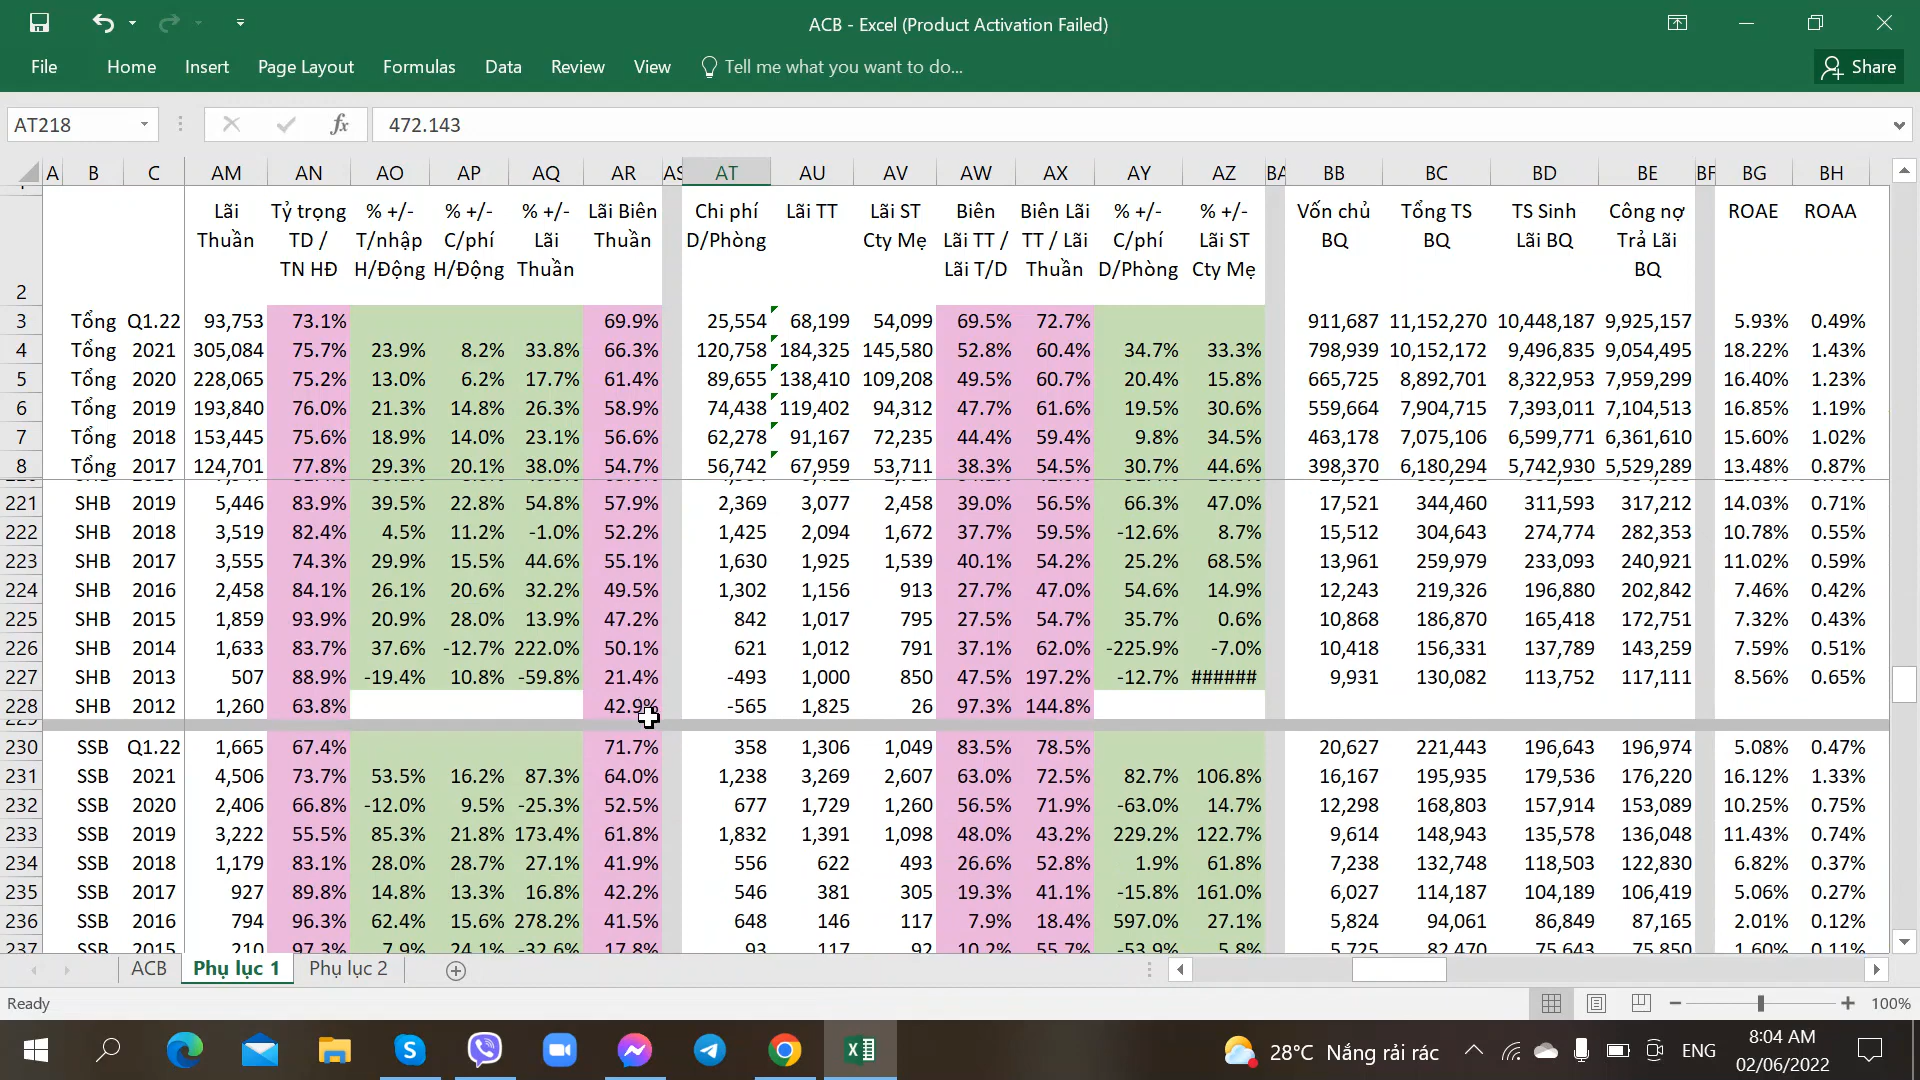 ACB - Excel (Product Activation Failed)
File Home Insert Page Layout Formulas Data Review View Tell me what you want to do... Share
AT218 fx 472.143
A B C AM AN AO AP AQ AR AS AT AU AV AW AX AY AZ BA BB BC BD BE BF BG BH
Lãi Tỷ trọng % +/- % +/- % +/- Lãi Biên Chi phí Lãi TT Lãi ST Biên Biên Lãi % +/- % +/- Vốn chủ Tổng TS TS Sinh Công nợ ROAE ROAA
Thuần TD / T/nhập C/phí Lãi Thuần D/Phòng Cty Mẹ Lãi TT / TT / Lãi C/phí Lãi ST BQ BQ Lãi BQ Trả Lãi
TN HĐ H/Động H/Động Thuần Lãi T/D Thuần D/Phòng Cty Mẹ BQ
2
3 Tổng Q1.22 93,753 73.1% 69.9% 25,554 68,199 54,099 69.5% 72.7% 911,687 11,152,270 10,448,187 9,925,157 5.93% 0.49%
4 Tổng 2021 305,084 75.7% 23.9% 8.2% 33.8% 66.3% 120,758 184,325 145,580 52.8% 60.4% 34.7% 33.3% 798,939 10,152,172 9,496,835 9,054,495 18.22% 1.43%
5 Tổng 2020 228,065 75.2% 13.0% 6.2% 17.7% 61.4% 89,655 138,410 109,208 49.5% 60.7% 20.4% 15.8% 665,725 8,892,701 8,322,953 7,959,299 16.40% 1.23%
6 Tổng 2019 193,840 76.0% 21.3% 14.8% 26.3% 58.9% 74,438 119,402 94,312 47.7% 61.6% 19.5% 30.6% 559,664 7,904,715 7,393,011 7,104,513 16.85% 1.19%
7 Tổng 2018 153,445 75.6% 18.9% 14.0% 23.1% 56.6% 62,278 91,167 72,235 44.4% 59.4% 9.8% 34.5% 463,178 7,075,106 6,599,771 6,361,610 15.60% 1.02%
8 Tổng 2017 124,701 77.8% 29.3% 20.1% 38.0% 54.7% 56,742 67,959 53,711 38.3% 54.5% 30.7% 44.6% 398,370 6,180,294 5,742,930 5,529,289 13.48% 0.87%
221 SHB 2019 5,446 83.9% 39.5% 22.8% 54.8% 57.9% 2,369 3,077 2,458 39.0% 56.5% 66.3% 47.0% 17,521 344,460 311,593 317,212 14.03% 0.71%
222 SHB 2018 3,519 82.4% 4.5% 11.2% -1.0% 52.2% 1,425 2,094 1,672 37.7% 59.5% -12.6% 8.7% 15,512 304,643 274,774 282,353 10.78% 0.55%
223 SHB 2017 3,555 74.3% 29.9% 15.5% 44.6% 55.1% 1,630 1,925 1,539 40.1% 54.2% 25.2% 68.5% 13,961 259,979 233,093 240,921 11.02% 0.59%
224 SHB 2016 2,458 84.1% 26.1% 20.6% 32.2% 49.5% 1,302 1,156 913 27.7% 47.0% 54.6% 14.9% 12,243 219,326 196,880 202,842 7.46% 0.42%
225 SHB 2015 1,859 93.9% 20.9% 28.0% 13.9% 47.2% 842 1,017 795 27.5% 54.7% 35.7% 0.6% 10,868 186,870 165,418 172,751 7.32% 0.43%
226 SHB 2014 1,633 83.7% 37.6% -12.7% 222.0% 50.1% 621 1,012 791 37.1% 62.0% -225.9% -7.0% 10,418 156,331 137,789 143,259 7.59% 0.51%
227 SHB 2013 507 88.9% -19.4% 10.8% -59.8% 21.4% -493 1,000 850 47.5% 197.2% -12.7% ###### 9,931 130,082 113,752 117,111 8.56% 0.65%
228 SHB 2012 1,260 63.8% 42.9% -565 1,825 26 97.3% 144.8%
230 SSB Q1.22 1,665 67.4% 71.7% 358 1,306 1,049 83.5% 78.5% 20,627 221,443 196,643 196,974 5.08% 0.47%
231 SSB 2021 4,506 73.7% 53.5% 16.2% 87.3% 64.0% 1,238 3,269 2,607 63.0% 72.5% 82.7% 106.8% 16,167 195,935 179,536 176,220 16.12% 1.33%
232 SSB 2020 2,406 66.8% -12.0% 9.5% -25.3% 52.5% 677 1,729 1,260 56.5% 71.9% -63.0% 14.7% 12,298 168,803 157,914 153,089 10.25% 0.75%
233 SSB 2019 3,222 55.5% 85.3% 21.8% 173.4% 61.8% 1,832 1,391 1,098 48.0% 43.2% 229.2% 122.7% 9,614 148,943 135,578 136,048 11.43% 0.74%
234 SSB 2018 1,179 83.1% 28.0% 28.7% 27.1% 41.9% 556 622 493 26.6% 52.8% 1.9% 61.8% 7,238 132,748 118,503 122,830 6.82% 0.37%
235 SSB 2017 927 89.8% 14.8% 13.3% 16.8% 42.2% 546 381 305 19.3% 41.1% -15.8% 161.0% 6,027 114,187 104,189 106,419 5.06% 0.27%
236 SSB 2016 794 96.3% 62.4% 15.6% 278.2% 41.5% 648 146 117 7.9% 18.4% 597.0% 27.1% 5,824 94,061 86,849 87,165 2.01% 0.12%
237 SSB 2015 210 97.3% 7.9% 24.1% -32.6% 17.8% 93 117 92 10.2% 55.7% -53.9% 5.8% 5,725 82,470 75,643 75,850 1.60% 0.11%
ACB Phụ lục 1 Phụ lục 2
Ready 100%
28°C Nắng rải rác ENG 8:04 AM
02/06/2022